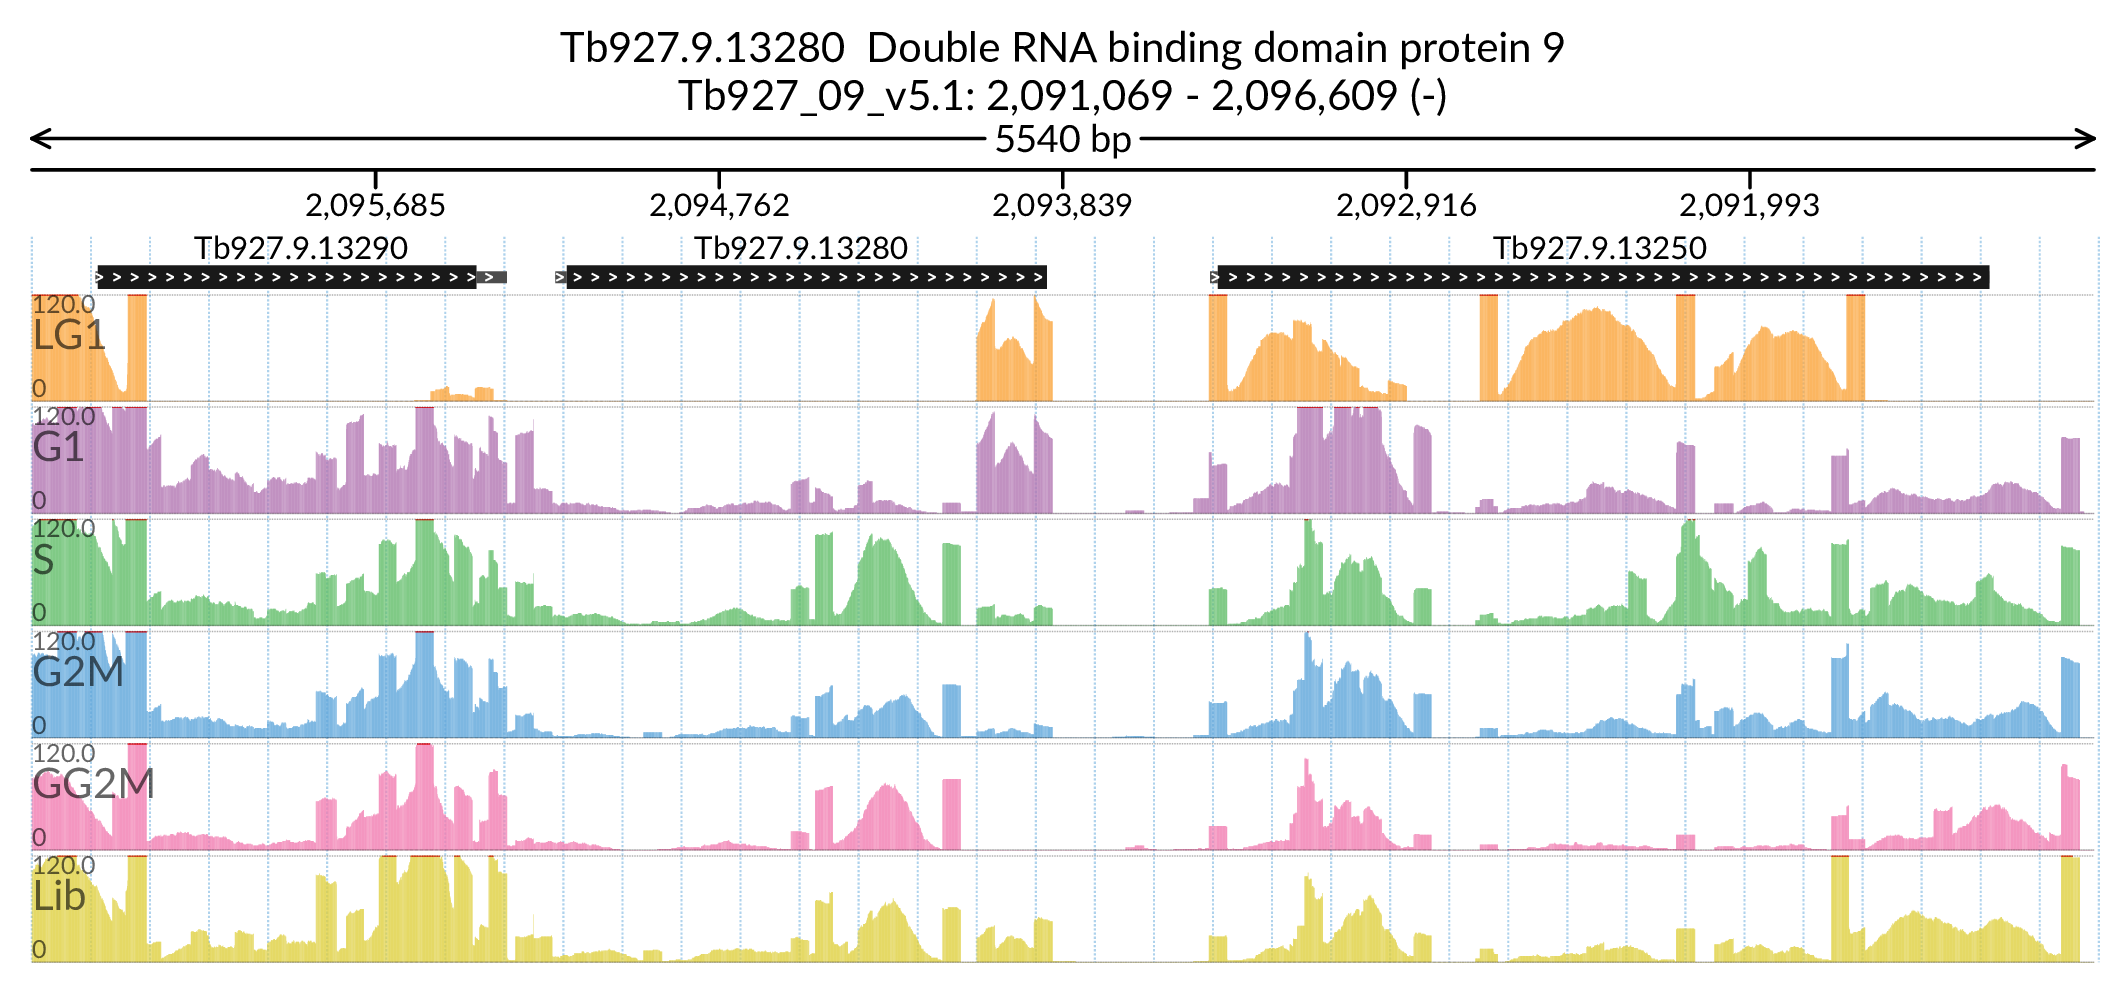 Tb927.9.13280  Double RNA binding domain protein 9
Tb927_09_v5.1: 2,091,069 - 2,096,609 (-)
5540 bp
2,095,685 2,094,762 2,093,839 2,092,916 2,091,993
Tb927.9.13290 Tb927.9.13280 Tb927.9.13250
120.0
LG1
0
120.0
G1
0
120.0
S
0
120.0
G2M
0
120.0
GG2M
0
120.0
Lib
0